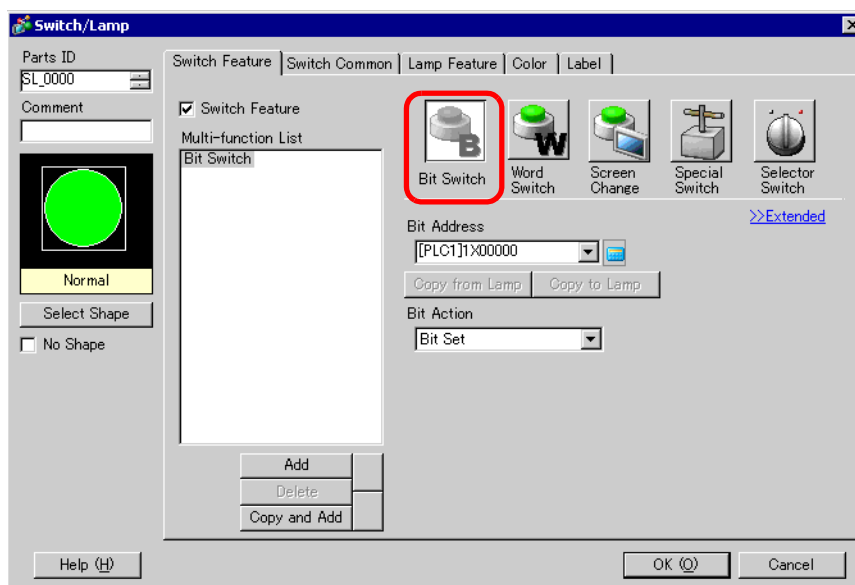 Switch/Lamp
Parts ID
SL_0000
Comment
Normal
Select Shape
No Shape
Switch Feature Switch Common Lamp Feature Color Label
Switch Feature
Multi-function List
Bit Switch
Add
Delete
Copy and Add
B
W
Bit Switch
Word Switch
Screen Change
Special Switch
Selector Switch
>>Extended
Bit Address
[PLC1]1X00000
Copy from Lamp Copy to Lamp
Bit Action
Bit Set
Help (H)
OK (O) Cancel